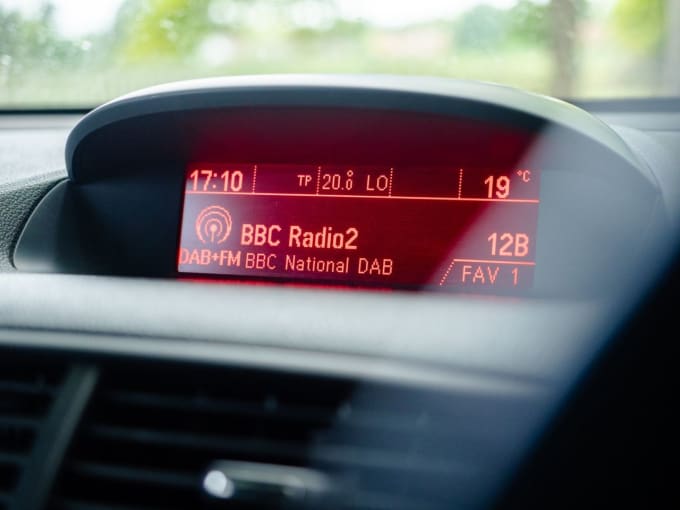 17:10 TP 20.0 LO 19 °C
BBC Radio2 12B
DAB+FM BBC National DAB FAV 1